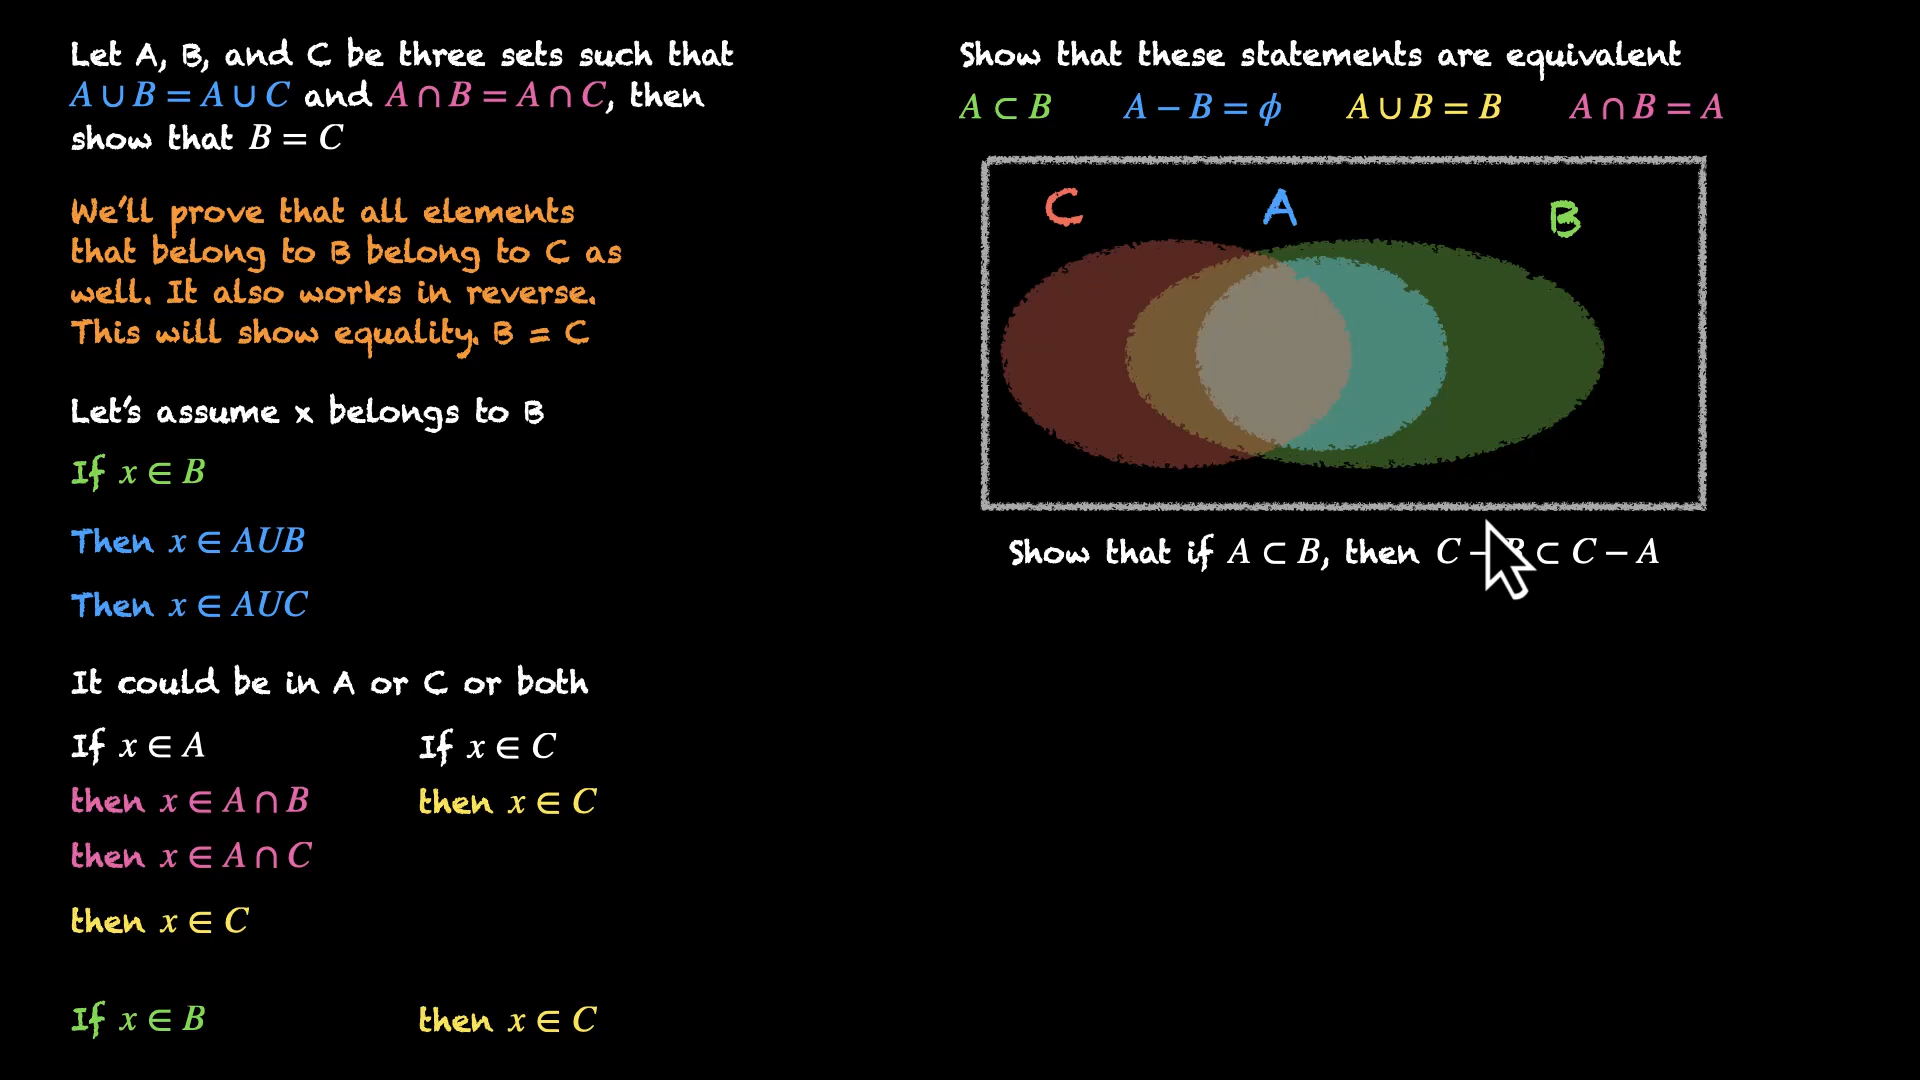 Let A, B, and C be three sets such that
A ∪ B = A ∪ C and A ∩ B = A ∩ C, then
show that B = C
We'll prove that all elements
that belong to B belong to C as
well. It also works in reverse.
This will show equality. B = C
Let's assume x belongs to B
If x ∈ B
Then x ∈ AUB
Then x ∈ AUC
It could be in A or C or both
If x ∈ A
If x ∈ C
then x ∈ A ∩ B
then x ∈ C
then x ∈ A ∩ C
then x ∈ C
If x ∈ B
then x ∈ C
Show that these statements are equivalent
A ⊂ B
A − B = ϕ
A ∪ B = B
A ∩ B = A
C
A
B
Show that if A ⊂ B, then C − B ⊂ C − A